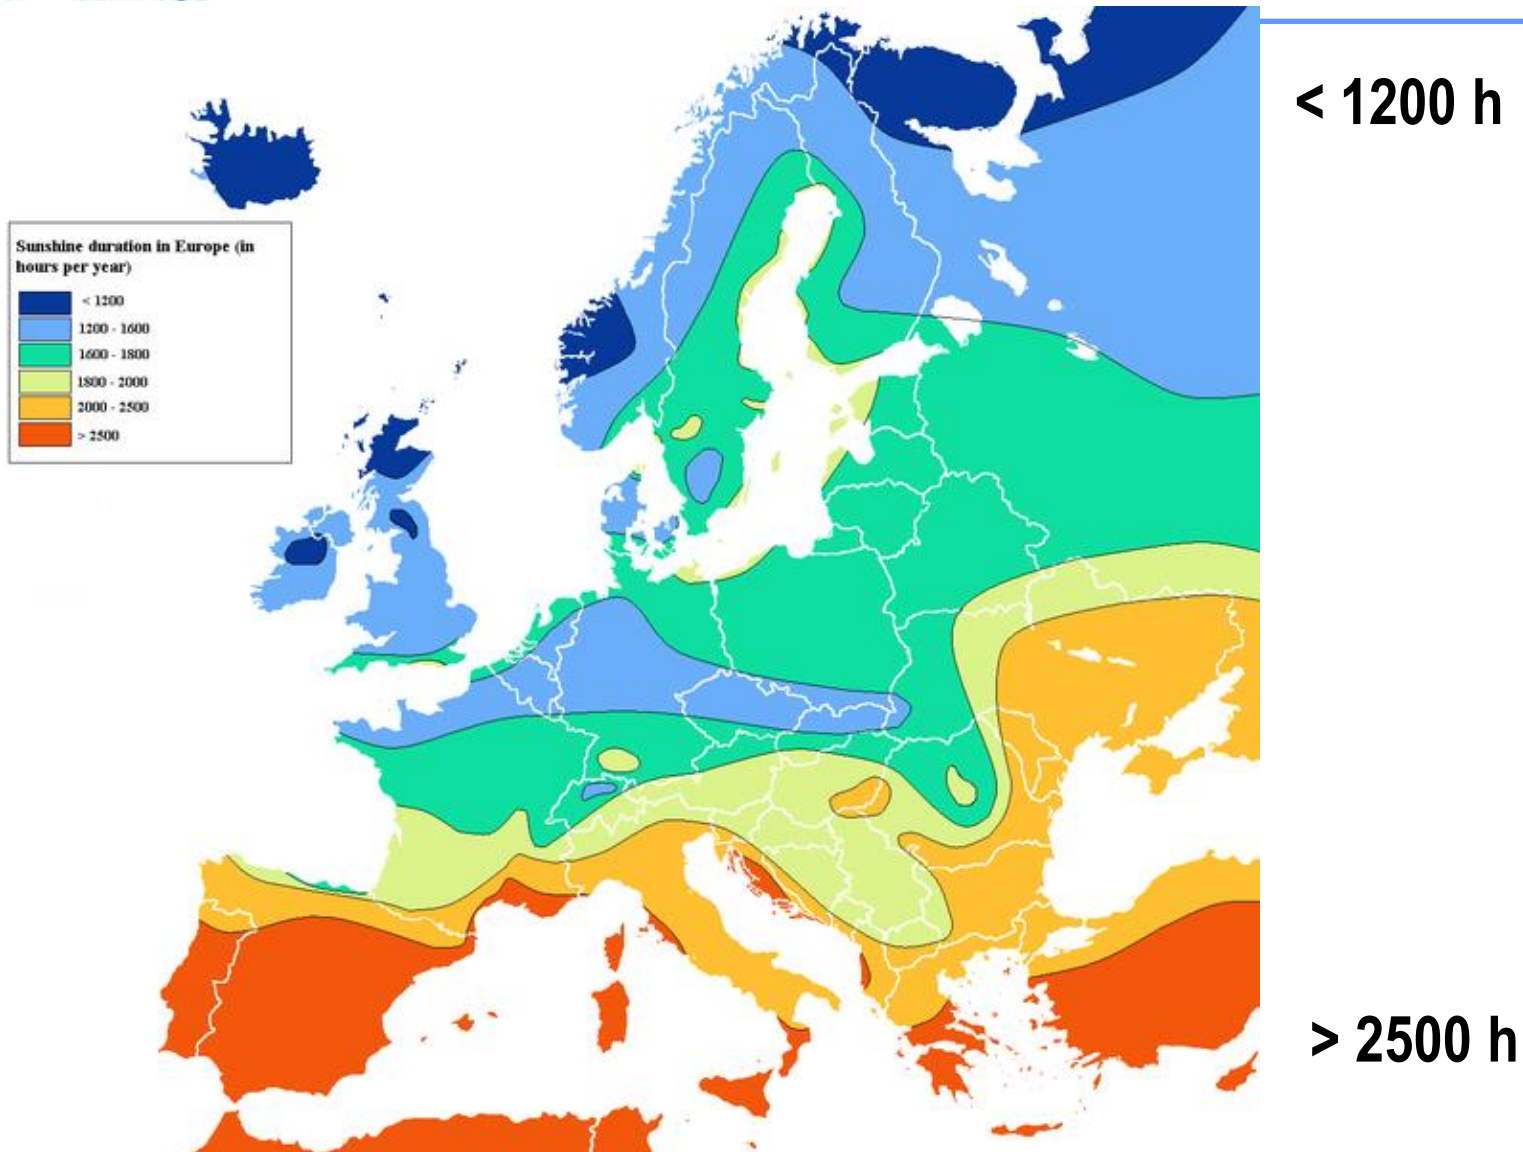 < 1200 h
Sunshine duration in Europe (in
hours per year)
< 1200
1200 - 1600
1600 - 1800
1800 - 2000
2000 - 2500
> 2500
> 2500 h